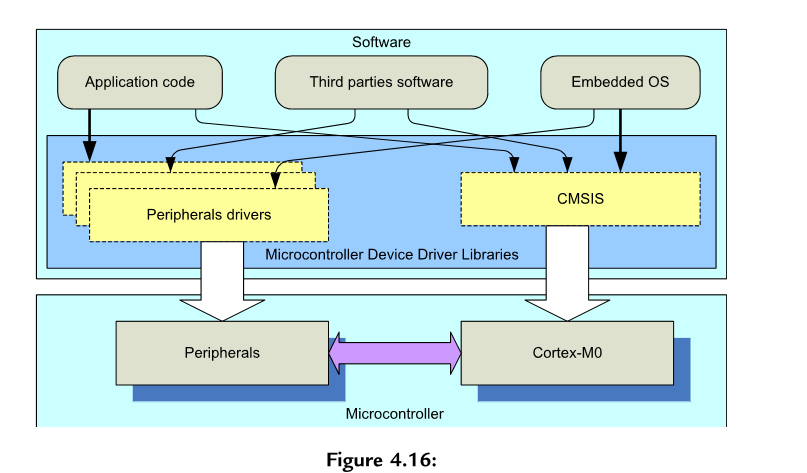 Software
Application code
Third parties software
Embedded OS
Peripherals drivers
CMSIS
Microcontroller Device Driver Libraries
Peripherals
Cortex-M0
Microcontroller
Figure 4.16: